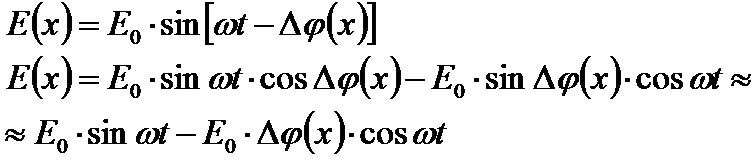 E(x) = E₀ · sin[ωt − Δφ(x)]
E(x) = E₀ · sin ωt · cos Δφ(x) − E₀ · sin Δφ(x) · cos ωt ≈
≈ E₀ · sin ωt − E₀ · Δφ(x) · cos ωt